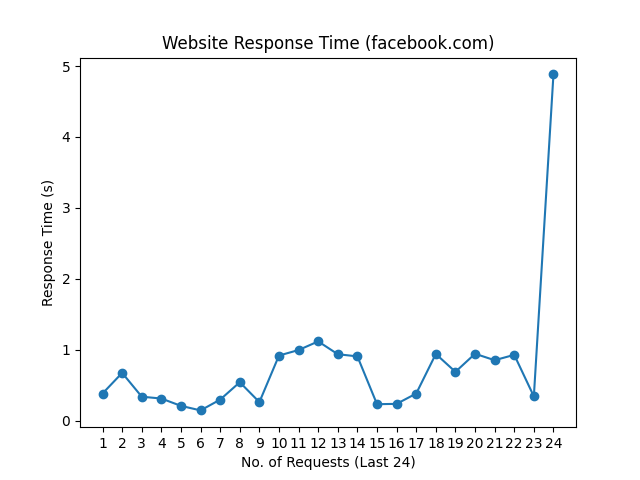 Website Response Time (facebook.com)
5
4
3
2
1
0
Response Time (s)
1 2 3 4 5 6 7 8 9 10 11 12 13 14 15 16 17 18 19 20 21 22 23 24
No. of Requests (Last 24)